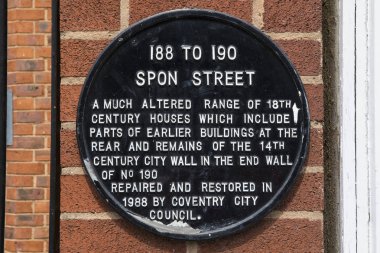 188 TO 190
SPON STREET
A MUCH ALTERED RANGE OF 18TH
CENTURY HOUSES WHICH INCLUDE
PARTS OF EARLIER BUILDINGS AT THE
REAR AND REMAINS OF THE 14TH
CENTURY CITY WALL IN THE END WALL
OF No 190
REPAIRED AND RESTORED IN
1988 BY COVENTRY CITY
COUNCIL.